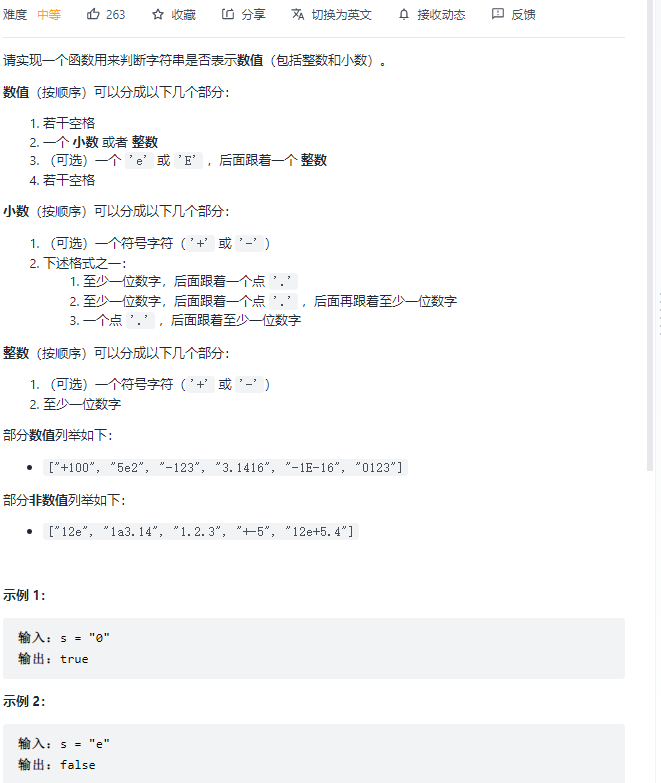 难度 中等 263 收藏 分享 切换为英文 接收动态 反馈
请实现一个函数用来判断字符串是否表示数值（包括整数和小数）。
数值（按顺序）可以分成以下几个部分：
1. 若干空格
2. 一个 小数 或者 整数
3. （可选）一个 'e' 或 'E' ，后面跟着一个 整数
4. 若干空格
小数（按顺序）可以分成以下几个部分：
1. （可选）一个符号字符（'+' 或 '-'）
2. 下述格式之一：
1. 至少一位数字，后面跟着一个点 '.'
2. 至少一位数字，后面跟着一个点 '.' ，后面再跟着至少一位数字
3. 一个点 '.' ，后面跟着至少一位数字
整数（按顺序）可以分成以下几个部分：
1. （可选）一个符号字符（'+' 或 '-'）
2. 至少一位数字
部分数值列举如下：
• ["+100", "5e2", "-123", "3.1416", "-1E-16", "0123"]
部分非数值列举如下：
• ["12e", "1a3.14", "1.2.3", "+-5", "12e+5.4"]
示例 1：
输入：s = "0"
输出：true
示例 2：
输入：s = "e"
输出：false